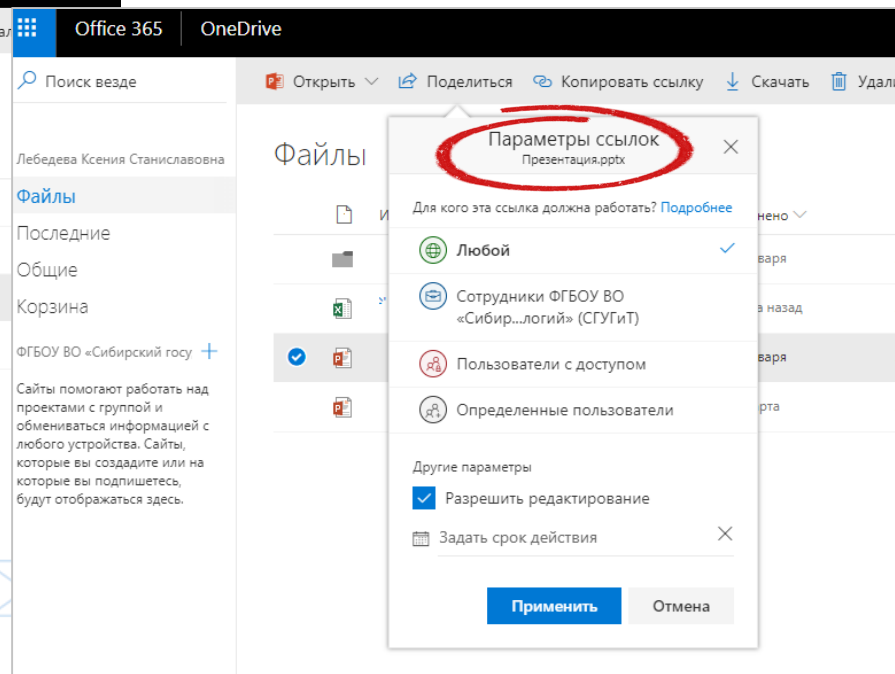 Office 365
OneDrive
Поиск везде
Открыть
Поделиться
Копировать ссылку
Скачать
Лебедева Ксения Станиславовна
Файлы
Последние
Общие
Корзина
ФГБОУ ВО «Сибирский госу
Сайты помогают работать над
проектами с группой и
обмениваться информацией с
любого устройства. Сайты,
которые вы создадите или на
которые вы подпишетесь,
будут отображаться здесь.
Файлы
Параметры ссылок
Презентация.pptx
Для кого эта ссылка должна работать? Подробнее
Любой
Сотрудники ФГБОУ ВО
«Сибир...логий» (СГУГиТ)
Пользователи с доступом
Определенные пользователи
Другие параметры
Разрешить редактирование
Задать срок действия
Применить
Отмена
нено
варя
а назад
варя
рта